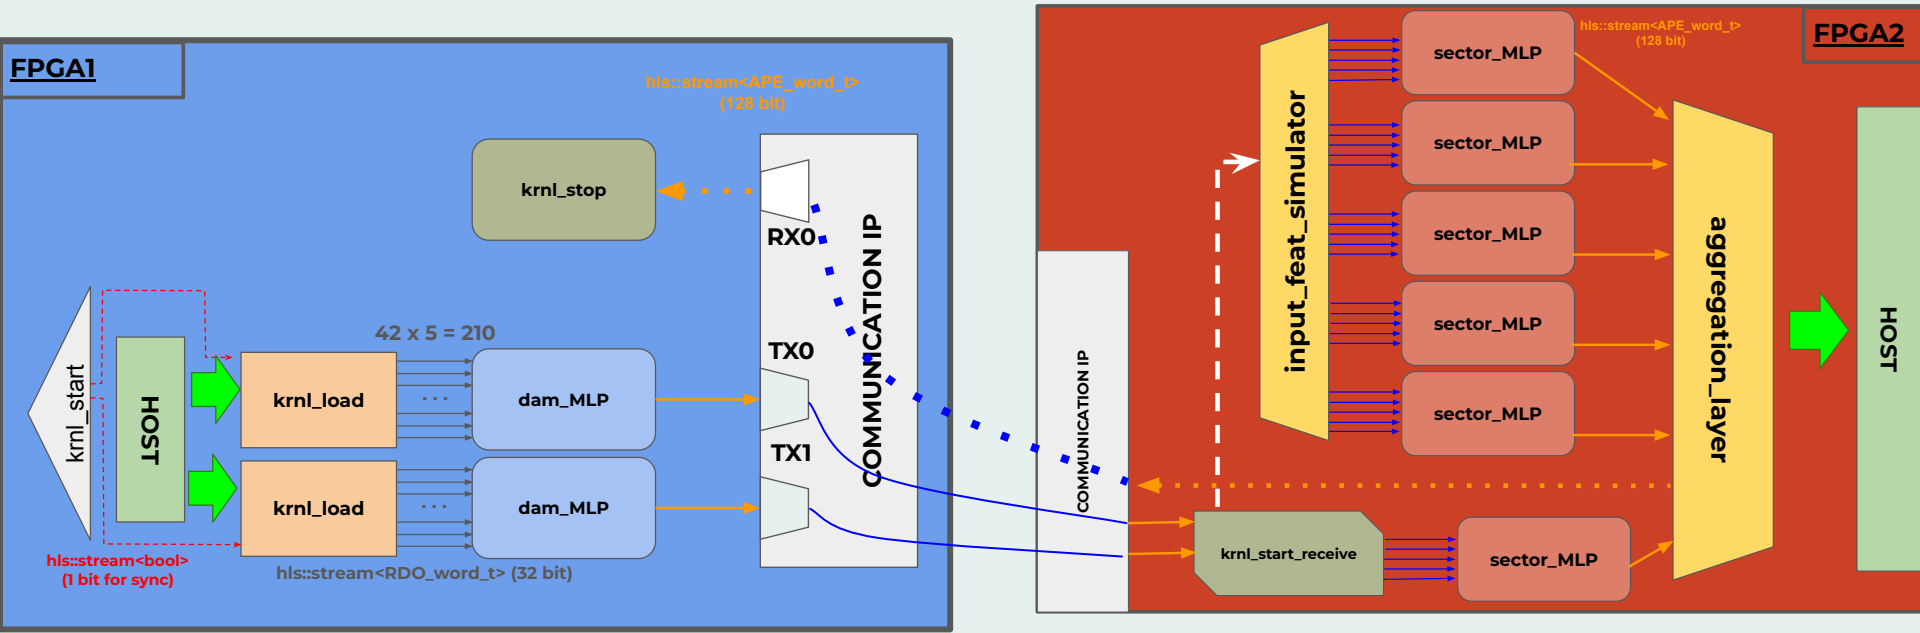 FPGA1
hls::stream<APE_word_t>
(128 bit)
krnl_stop
RX0
COMMUNICATION IP
TX0
TX1
42 x 5 = 210
krnl_start
HOST
krnl_load
...
dam_MLP
krnl_load
...
dam_MLP
hls::stream<bool>
(1 bit for sync)
hls::stream<RDO_word_t> (32 bit)
FPGA2
hls::stream<APE_word_t>
(128 bit)
COMMUNICATION IP
input_feat_simulator
sector_MLP
sector_MLP
sector_MLP
sector_MLP
sector_MLP
krnl_start_receive
sector_MLP
aggregation_layer
HOST